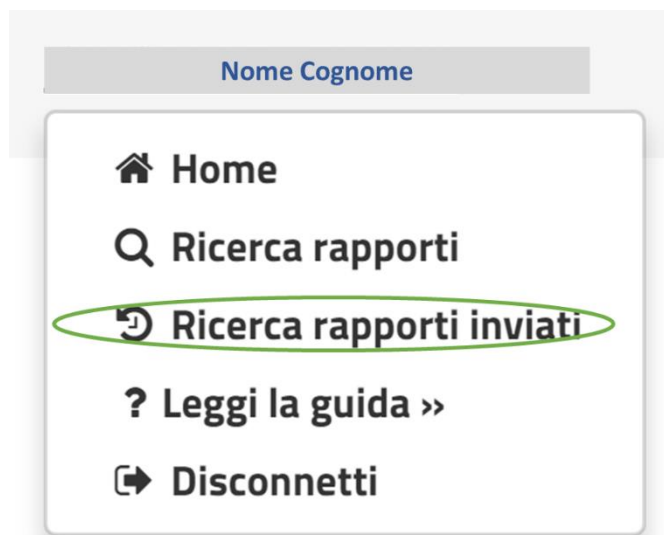 Nome Cognome
Home
Ricerca rapporti
Ricerca rapporti inviati
? Leggi la guida »
Disconnetti